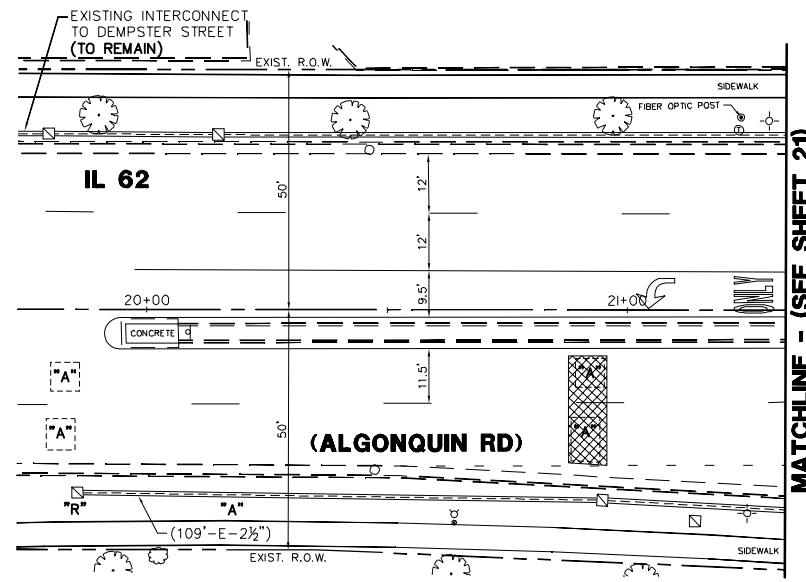 EXISTING INTERCONNECT
TO DEMPSTER STREET
(TO REMAIN)
EXIST. R.O.W.
SIDEWALK
FIBER OPTIC POST
T
IL 62
50'
12'
12'
9.5'
20+00
21+00
ONLY
CONCRETE
11.5'
"A"
"A"
"A"
"A"
50'
(ALGONQUIN RD)
"R"
"A"
(109'-E-2½")
EXIST. R.O.W.
SIDEWALK
MATCHLINE - (SEE SHEET 21)